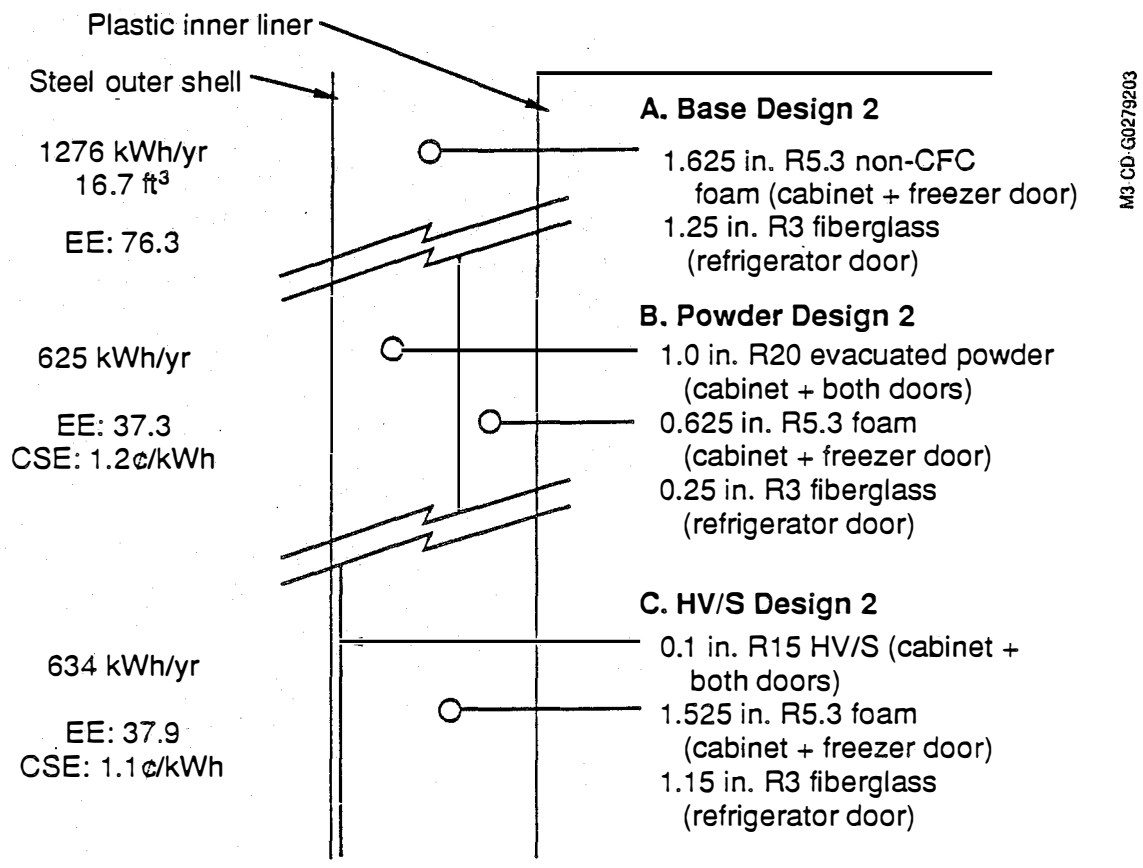 Plastic inner liner
Steel outer shell
1276 kWh/yr
16.7 ft³
EE: 76.3
A. Base Design 2
1.625 in. R5.3 non-CFC
foam (cabinet + freezer door)
1.25 in. R3 fiberglass
(refrigerator door)
625 kWh/yr
EE: 37.3
CSE: 1.2¢/kWh
B. Powder Design 2
1.0 in. R20 evacuated powder
(cabinet + both doors)
0.625 in. R5.3 foam
(cabinet + freezer door)
0.25 in. R3 fiberglass
(refrigerator door)
634 kWh/yr
EE: 37.9
CSE: 1.1¢/kWh
C. HV/S Design 2
0.1 in. R15 HV/S (cabinet +
both doors)
1.525 in. R5.3 foam
(cabinet + freezer door)
1.15 in. R3 fiberglass
(refrigerator door)
M3-CD-G0279203